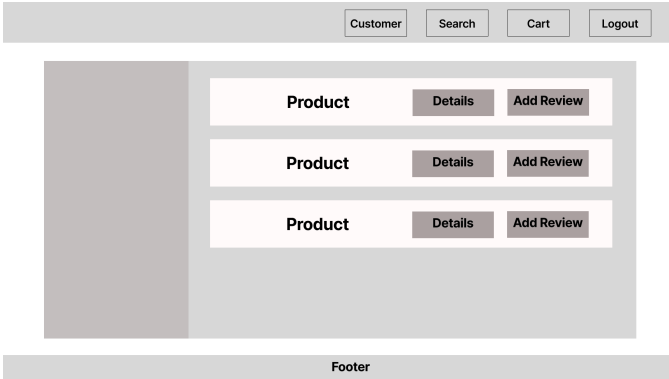 Customer Search Cart Logout
Product Details Add Review
Product Details Add Review
Product Details Add Review
Footer